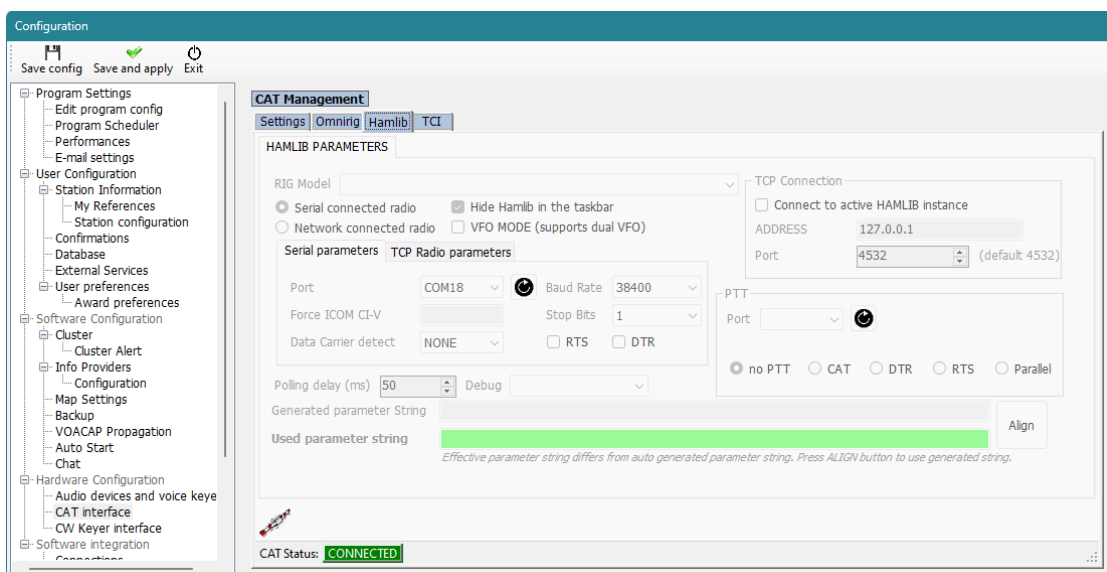 Configuration
Save config Save and apply Exit
Program Settings
Edit program config
Program Scheduler
Performances
E-mail settings
User Configuration
Station Information
My References
Station configuration
Confirmations
Database
External Services
User preferences
Award preferences
Software Configuration
Cluster
Cluster Alert
Info Providers
Configuration
Map Settings
Backup
VOACAP Propagation
Auto Start
Chat
Hardware Configuration
Audio devices and voice keye
CAT interface
CW Keyer interface
Software integration
Connections
CAT Management
Settings Omnirig Hamlib TCI
HAMLIB PARAMETERS
RIG Model
Serial connected radio Hide Hamlib in the taskbar
Network connected radio VFO MODE (supports dual VFO)
Serial parameters TCP Radio parameters
Port COM18 Baud Rate 38400
Force ICOM CI-V Stop Bits 1
Data Carrier detect NONE RTS DTR
Polling delay (ms) 50 Debug
TCP Connection
Connect to active HAMLIB instance
ADDRESS 127.0.0.1
Port 4532 (default 4532)
PTT
Port
no PTT CAT DTR RTS Parallel
Generated parameter String
Used parameter string
Align
Effective parameter string differs from auto generated parameter string. Press ALIGN button to use generated string.
CAT Status: CONNECTED